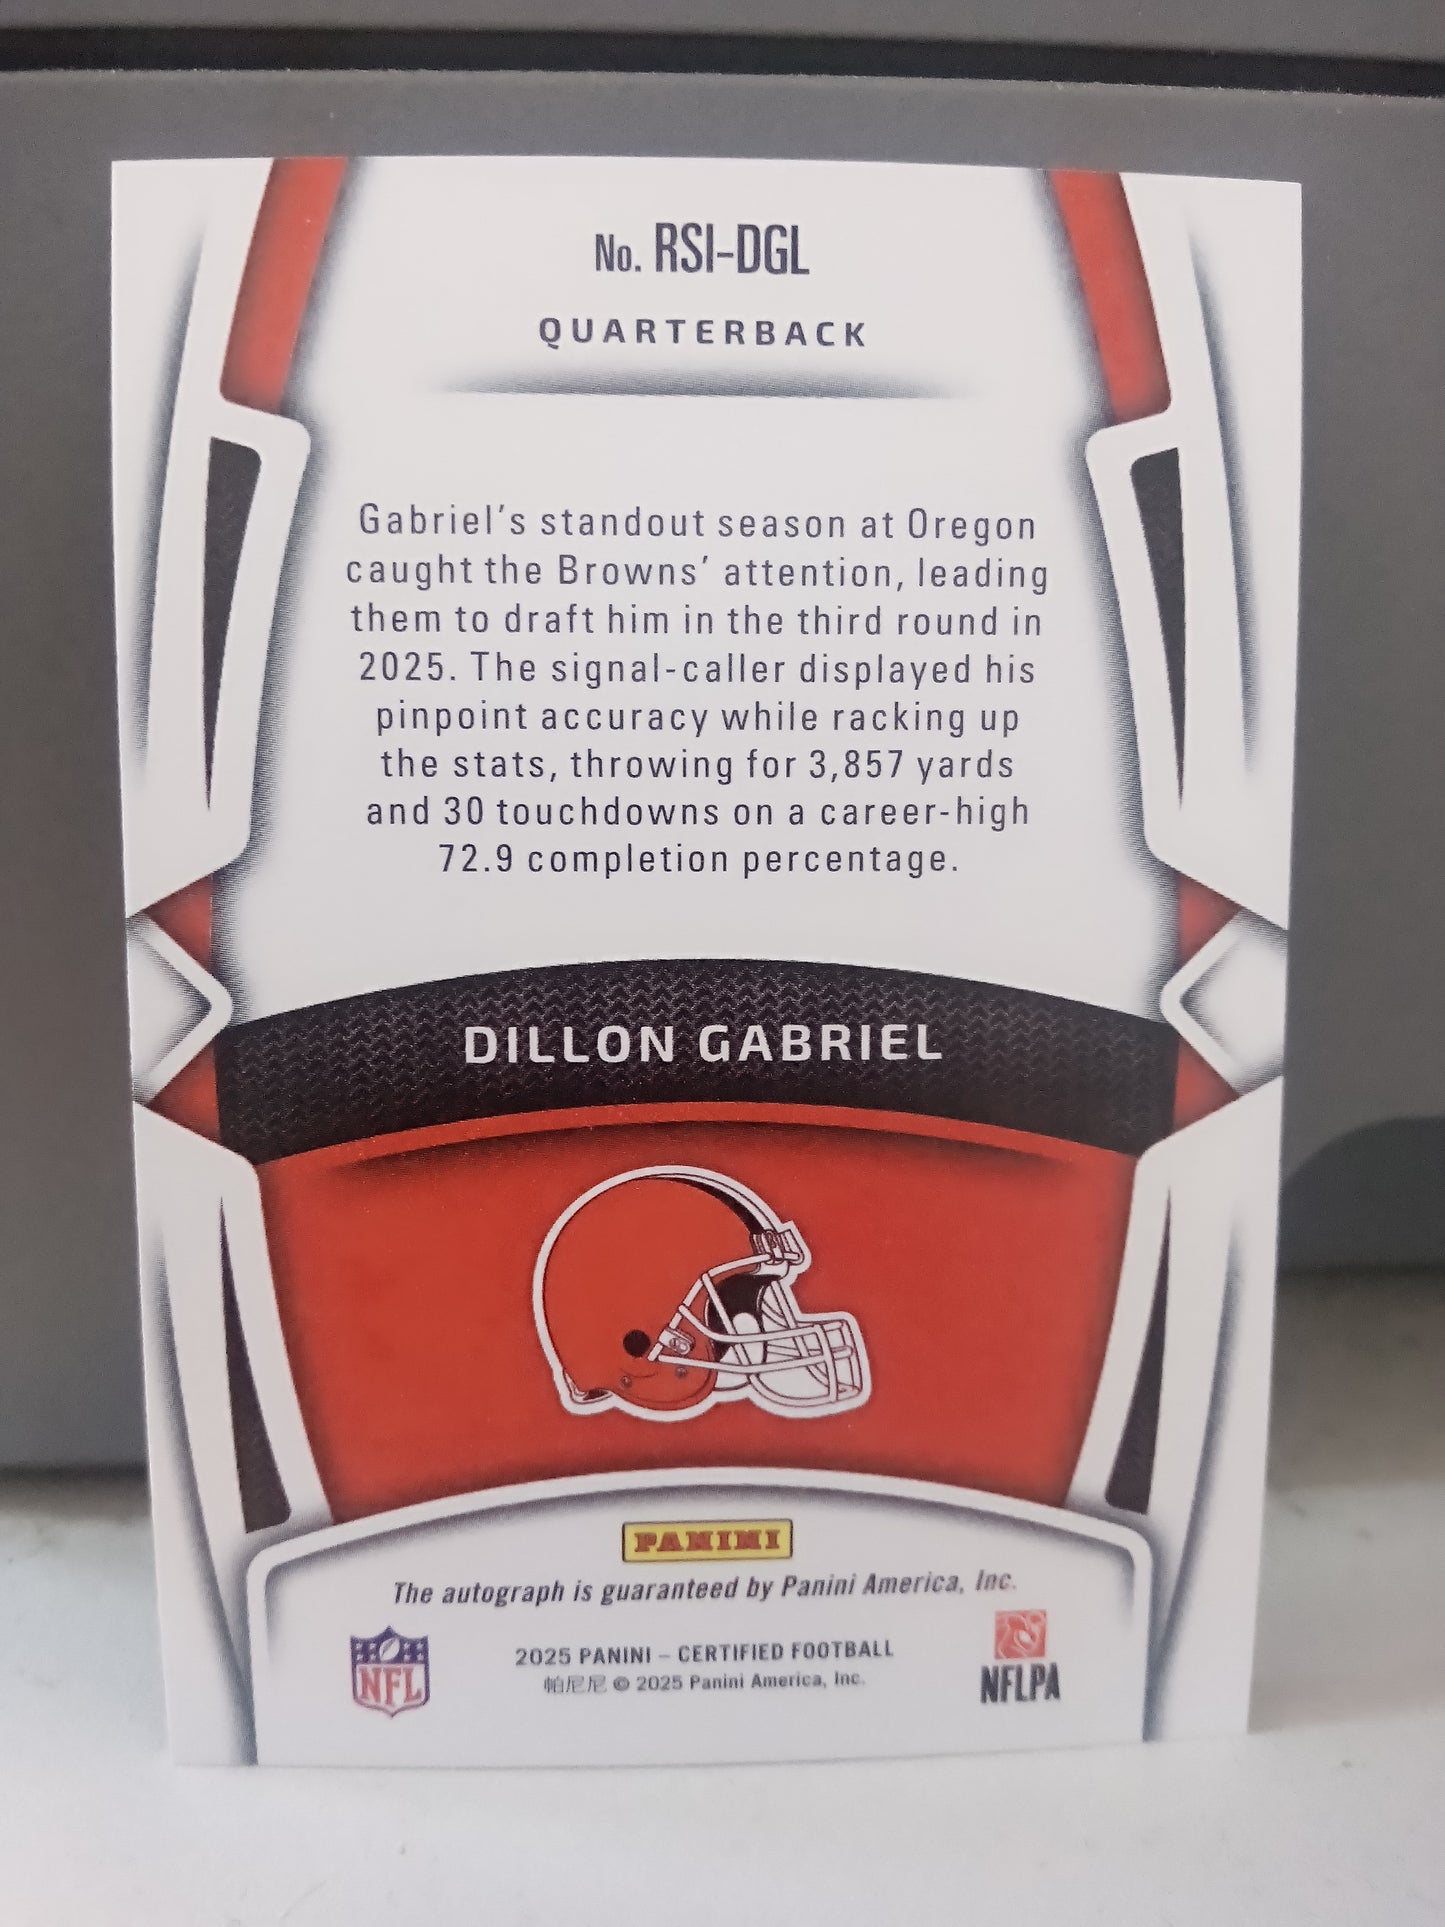 No. RSI-DGL
QUARTERBACK
Gabriel's standout season at Oregon
caught the Browns' attention, leading
them to draft him in the third round in
2025. The signal-caller displayed his
pinpoint accuracy while racking up
the stats, throwing for 3,857 yards
and 30 touchdowns on a career-high
72.9 completion percentage.
DILLON GABRIEL
PANINI
The autograph is guaranteed by Panini America, Inc.
2025 PANINI – CERTIFIED FOOTBALL
帕尼尼 © 2025 Panini America, Inc.
NFL
NFLPA